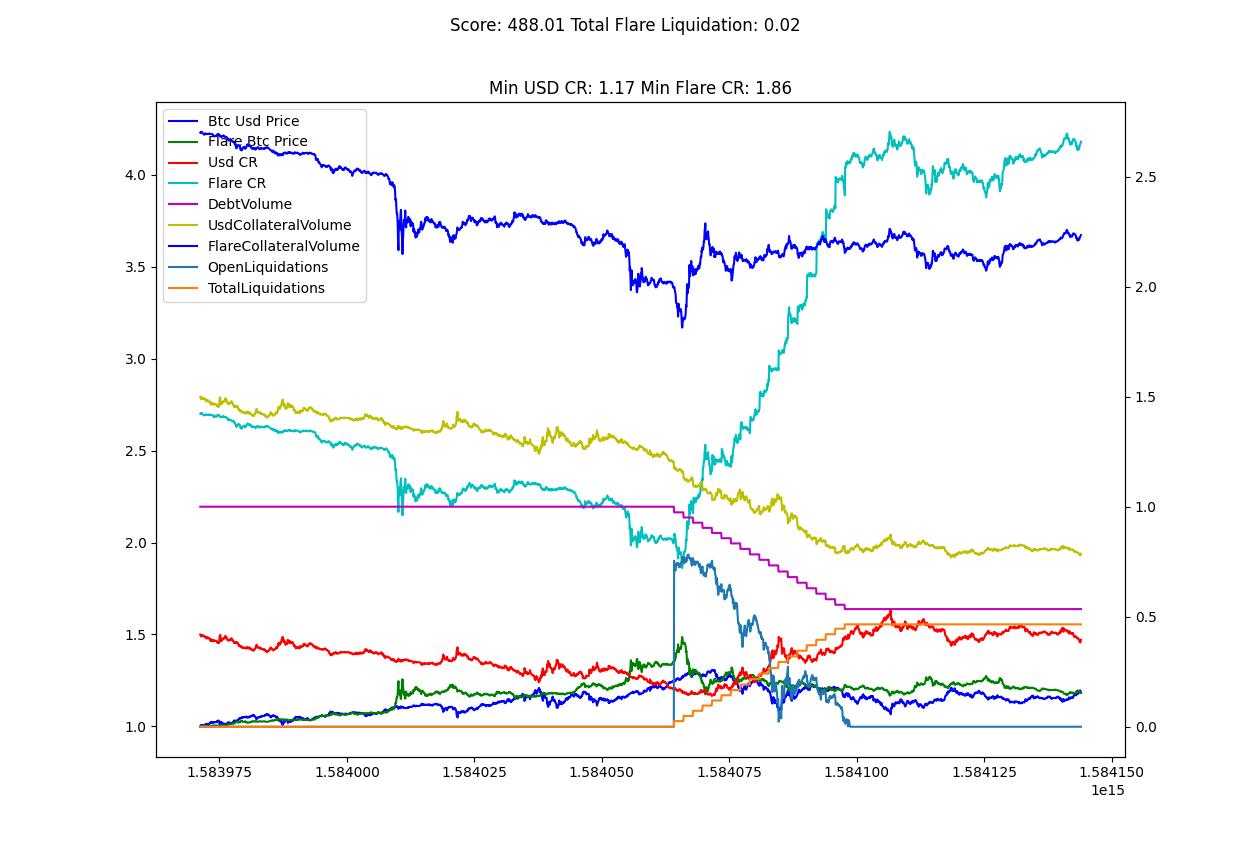 Score: 488.01 Total Flare Liquidation: 0.02
Min USD CR: 1.17 Min Flare CR: 1.86
Btc Usd Price
Flare Btc Price
Usd CR
Flare CR
DebtVolume
UsdCollateralVolume
FlareCollateralVolume
OpenLiquidations
TotalLiquidations
4.0
3.5
3.0
2.5
2.0
1.5
1.0
2.5
2.0
1.5
1.0
0.5
0.0
1.583975 1.584000 1.584025 1.584050 1.584075 1.584100 1.584125 1.584150
1e15